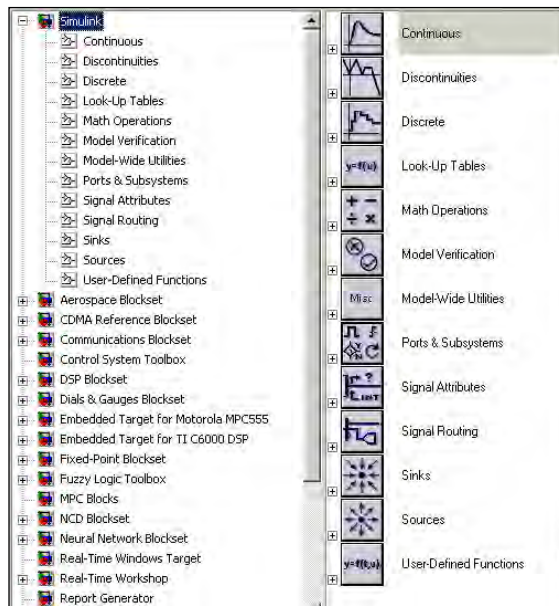 Simulink
Continuous
Discontinuities
Discrete
Look-Up Tables
Math Operations
Model Verification
Model-Wide Utilities
Ports & Subsystems
Signal Attributes
Signal Routing
Sinks
Sources
User-Defined Functions
Aerospace Blockset
CDMA Reference Blockset
Communications Blockset
Control System Toolbox
DSP Blockset
Dials & Gauges Blockset
Embedded Target for Motorola MPC555
Embedded Target for TI C6000 DSP
Fixed-Point Blockset
Fuzzy Logic Toolbox
MPC Blocks
NCD Blockset
Neural Network Blockset
Real-Time Windows Target
Real-Time Workshop
Report Generator
Continuous
Discontinuities
Discrete
y=f(u) Look-Up Tables
Math Operations
Model Verification
Misc Model-Wide Utilities
Ports & Subsystems
Signal Attributes
Signal Routing
Sinks
Sources
y=f(t,u) User-Defined Functions